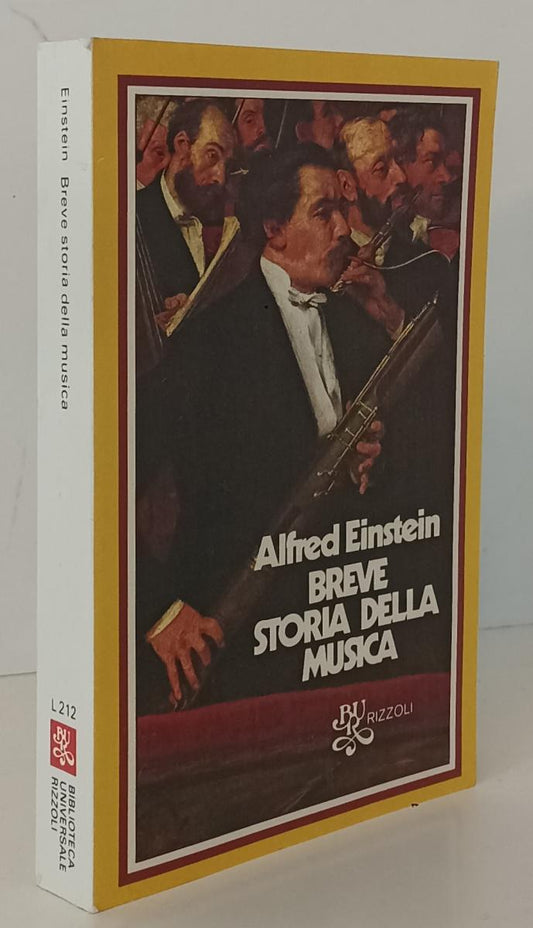 Einstein Breve storia della musica
L 212
BUR
BIBLIOTECA
UNIVERSALE
RIZZOLI
Alfred Einstein
BREVE
STORIA DELLA
MUSICA
BUR RIZZOLI